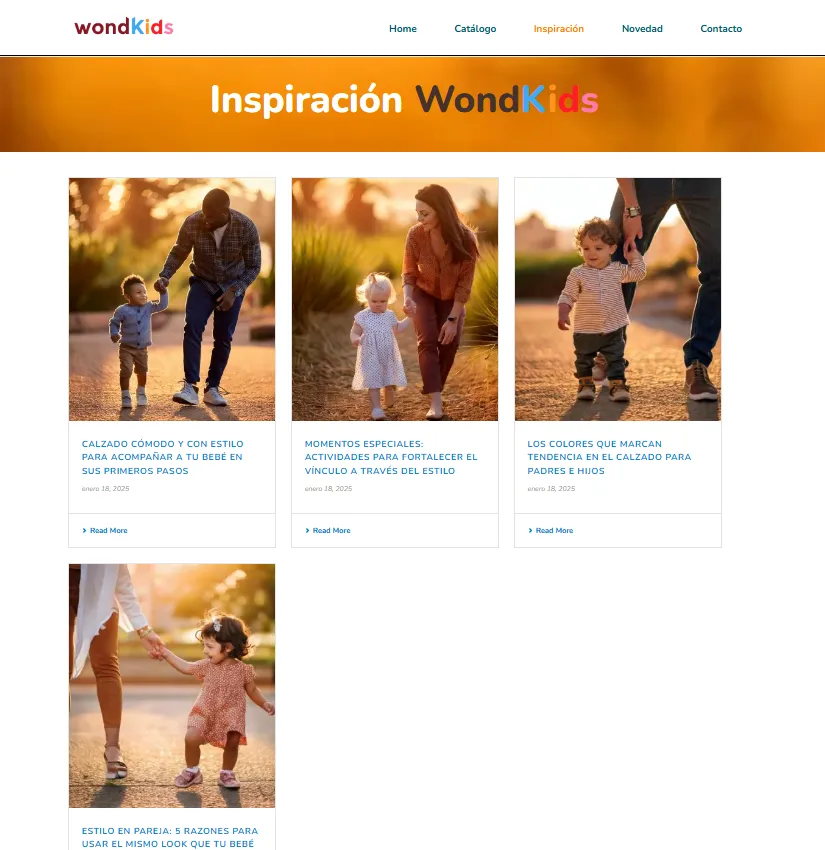 wondKids
Home Catálogo Inspiración Novedad Contacto
Inspiración WondKids
CALZADO CÓMODO Y CON ESTILO
PARA ACOMPAÑAR A TU BEBÉ EN
SUS PRIMEROS PASOS
enero 18, 2025
Read More
MOMENTOS ESPECIALES:
ACTIVIDADES PARA FORTALECER EL
VÍNCULO A TRAVÉS DEL ESTILO
enero 18, 2025
Read More
LOS COLORES QUE MARCAN
TENDENCIA EN EL CALZADO PARA
PADRES E HIJOS
enero 18, 2025
Read More
ESTILO EN PAREJA: 5 RAZONES PARA
USAR EL MISMO LOOK QUE TU BEBÉ